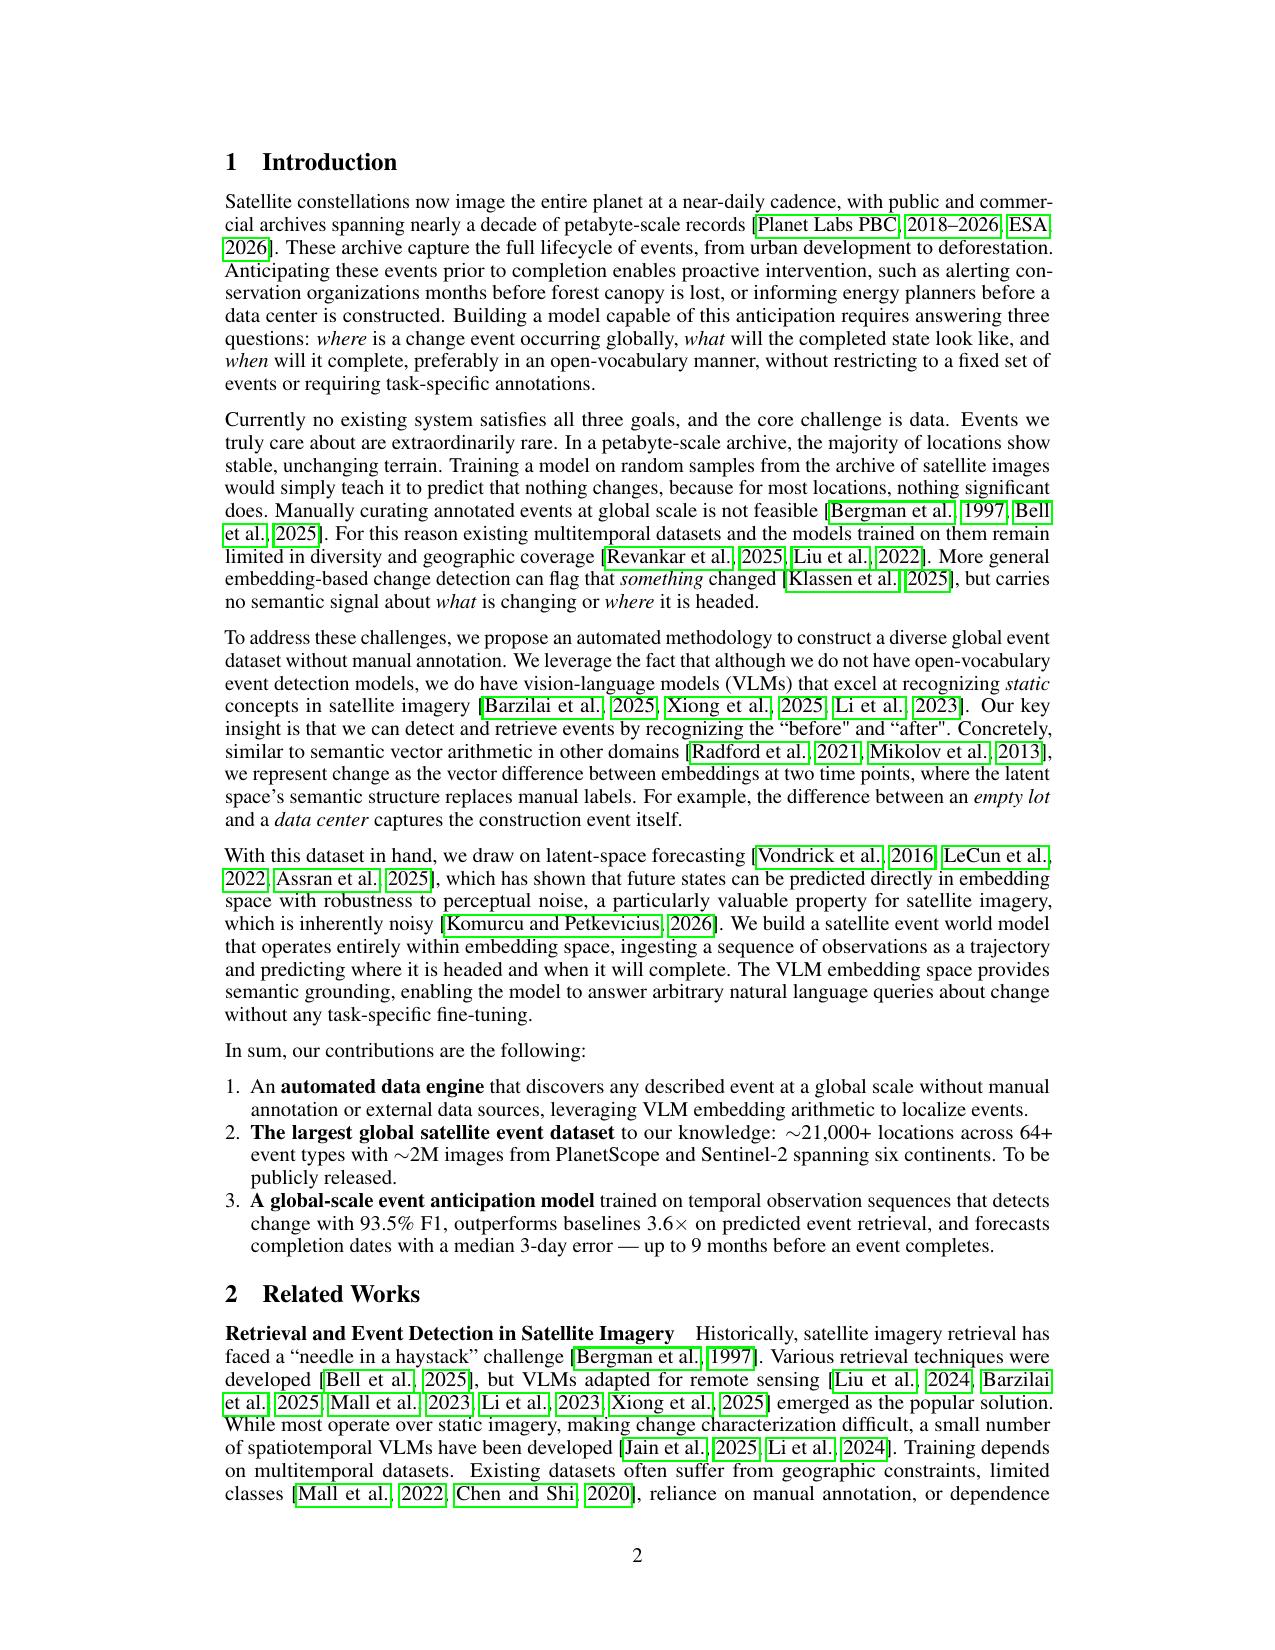 1 Introduction
Satellite constellations now image the entire planet at a near-daily cadence, with public and commer-
cial archives spanning nearly a decade of petabyte-scale records [Planet Labs PBC, 2018–2026, ESA,
2026]. These archive capture the full lifecycle of events, from urban development to deforestation.
Anticipating these events prior to completion enables proactive intervention, such as alerting con-
servation organizations months before forest canopy is lost, or informing energy planners before a
data center is constructed. Building a model capable of this anticipation requires answering three
questions: where is a change event occurring globally, what will the completed state look like, and
when will it complete, preferably in an open-vocabulary manner, without restricting to a fixed set of
events or requiring task-specific annotations.
Currently no existing system satisfies all three goals, and the core challenge is data. Events we
truly care about are extraordinarily rare. In a petabyte-scale archive, the majority of locations show
stable, unchanging terrain. Training a model on random samples from the archive of satellite images
would simply teach it to predict that nothing changes, because for most locations, nothing significant
does. Manually curating annotated events at global scale is not feasible [Bergman et al., 1997, Bell
et al., 2025]. For this reason existing multitemporal datasets and the models trained on them remain
limited in diversity and geographic coverage [Revankar et al., 2025, Liu et al., 2022]. More general
embedding-based change detection can flag that something changed [Klassen et al., 2025], but carries
no semantic signal about what is changing or where it is headed.
To address these challenges, we propose an automated methodology to construct a diverse global event
dataset without manual annotation. We leverage the fact that although we do not have open-vocabulary
event detection models, we do have vision-language models (VLMs) that excel at recognizing static
concepts in satellite imagery [Barzilai et al., 2025, Xiong et al., 2025, Li et al., 2023]. Our key
insight is that we can detect and retrieve events by recognizing the “before" and “after". Concretely,
similar to semantic vector arithmetic in other domains [Radford et al., 2021, Mikolov et al., 2013],
we represent change as the vector difference between embeddings at two time points, where the latent
space’s semantic structure replaces manual labels. For example, the difference between an empty lot
and a data center captures the construction event itself.
With this dataset in hand, we draw on latent-space forecasting [Vondrick et al., 2016, LeCun et al.,
2022, Assran et al., 2025], which has shown that future states can be predicted directly in embedding
space with robustness to perceptual noise, a particularly valuable property for satellite imagery,
which is inherently noisy [Komurcu and Petkevicius, 2026]. We build a satellite event world model
that operates entirely within embedding space, ingesting a sequence of observations as a trajectory
and predicting where it is headed and when it will complete. The VLM embedding space provides
semantic grounding, enabling the model to answer arbitrary natural language queries about change
without any task-specific fine-tuning.
In sum, our contributions are the following:
1. An automated data engine that discovers any described event at a global scale without manual
annotation or external data sources, leveraging VLM embedding arithmetic to localize events.
2. The largest global satellite event dataset to our knowledge: ∼21,000+ locations across 64+
event types with ∼2M images from PlanetScope and Sentinel-2 spanning six continents. To be
publicly released.
3. A global-scale event anticipation model trained on temporal observation sequences that detects
change with 93.5% F1, outperforms baselines 3.6× on predicted event retrieval, and forecasts
completion dates with a median 3-day error — up to 9 months before an event completes.
2 Related Works
Retrieval and Event Detection in Satellite Imagery Historically, satellite imagery retrieval has
faced a “needle in a haystack” challenge [Bergman et al., 1997]. Various retrieval techniques were
developed [Bell et al., 2025], but VLMs adapted for remote sensing [Liu et al., 2024, Barzilai
et al., 2025, Mall et al., 2023, Li et al., 2023, Xiong et al., 2025] emerged as the popular solution.
While most operate over static imagery, making change characterization difficult, a small number
of spatiotemporal VLMs have been developed [Jain et al., 2025, Li et al., 2024]. Training depends
on multitemporal datasets. Existing datasets often suffer from geographic constraints, limited
classes [Mall et al., 2022, Chen and Shi, 2020], reliance on manual annotation, or dependence
2